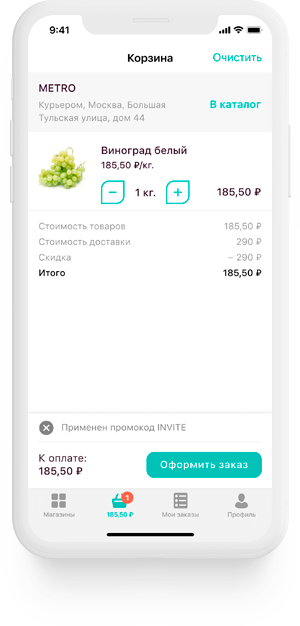 9:41
Корзина
Очистить
METRO
Курьером, Москва, Большая
Тульская улица, дом 44
В каталог
Виноград белый
185,50 ₽/кг.
1 кг.
185,50 ₽
Стоимость товаров 185,50 ₽
Стоимость доставки 290 ₽
Скидка – 290 ₽
Итого 185,50 ₽
Применен промокод INVITE
К оплате:
185,50 ₽
Оформить заказ
1
Магазины 185,50 ₽ Мои заказы Профиль